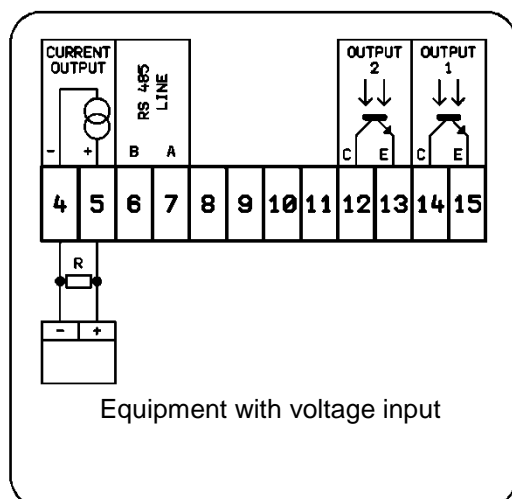 CURRENT
OUTPUT
- +
RS 485
LINE
B A
OUTPUT
2
C E
OUTPUT
1
C E
4 5 6 7 8 9 10 11 12 13 14 15
R
- +
Equipment with voltage input